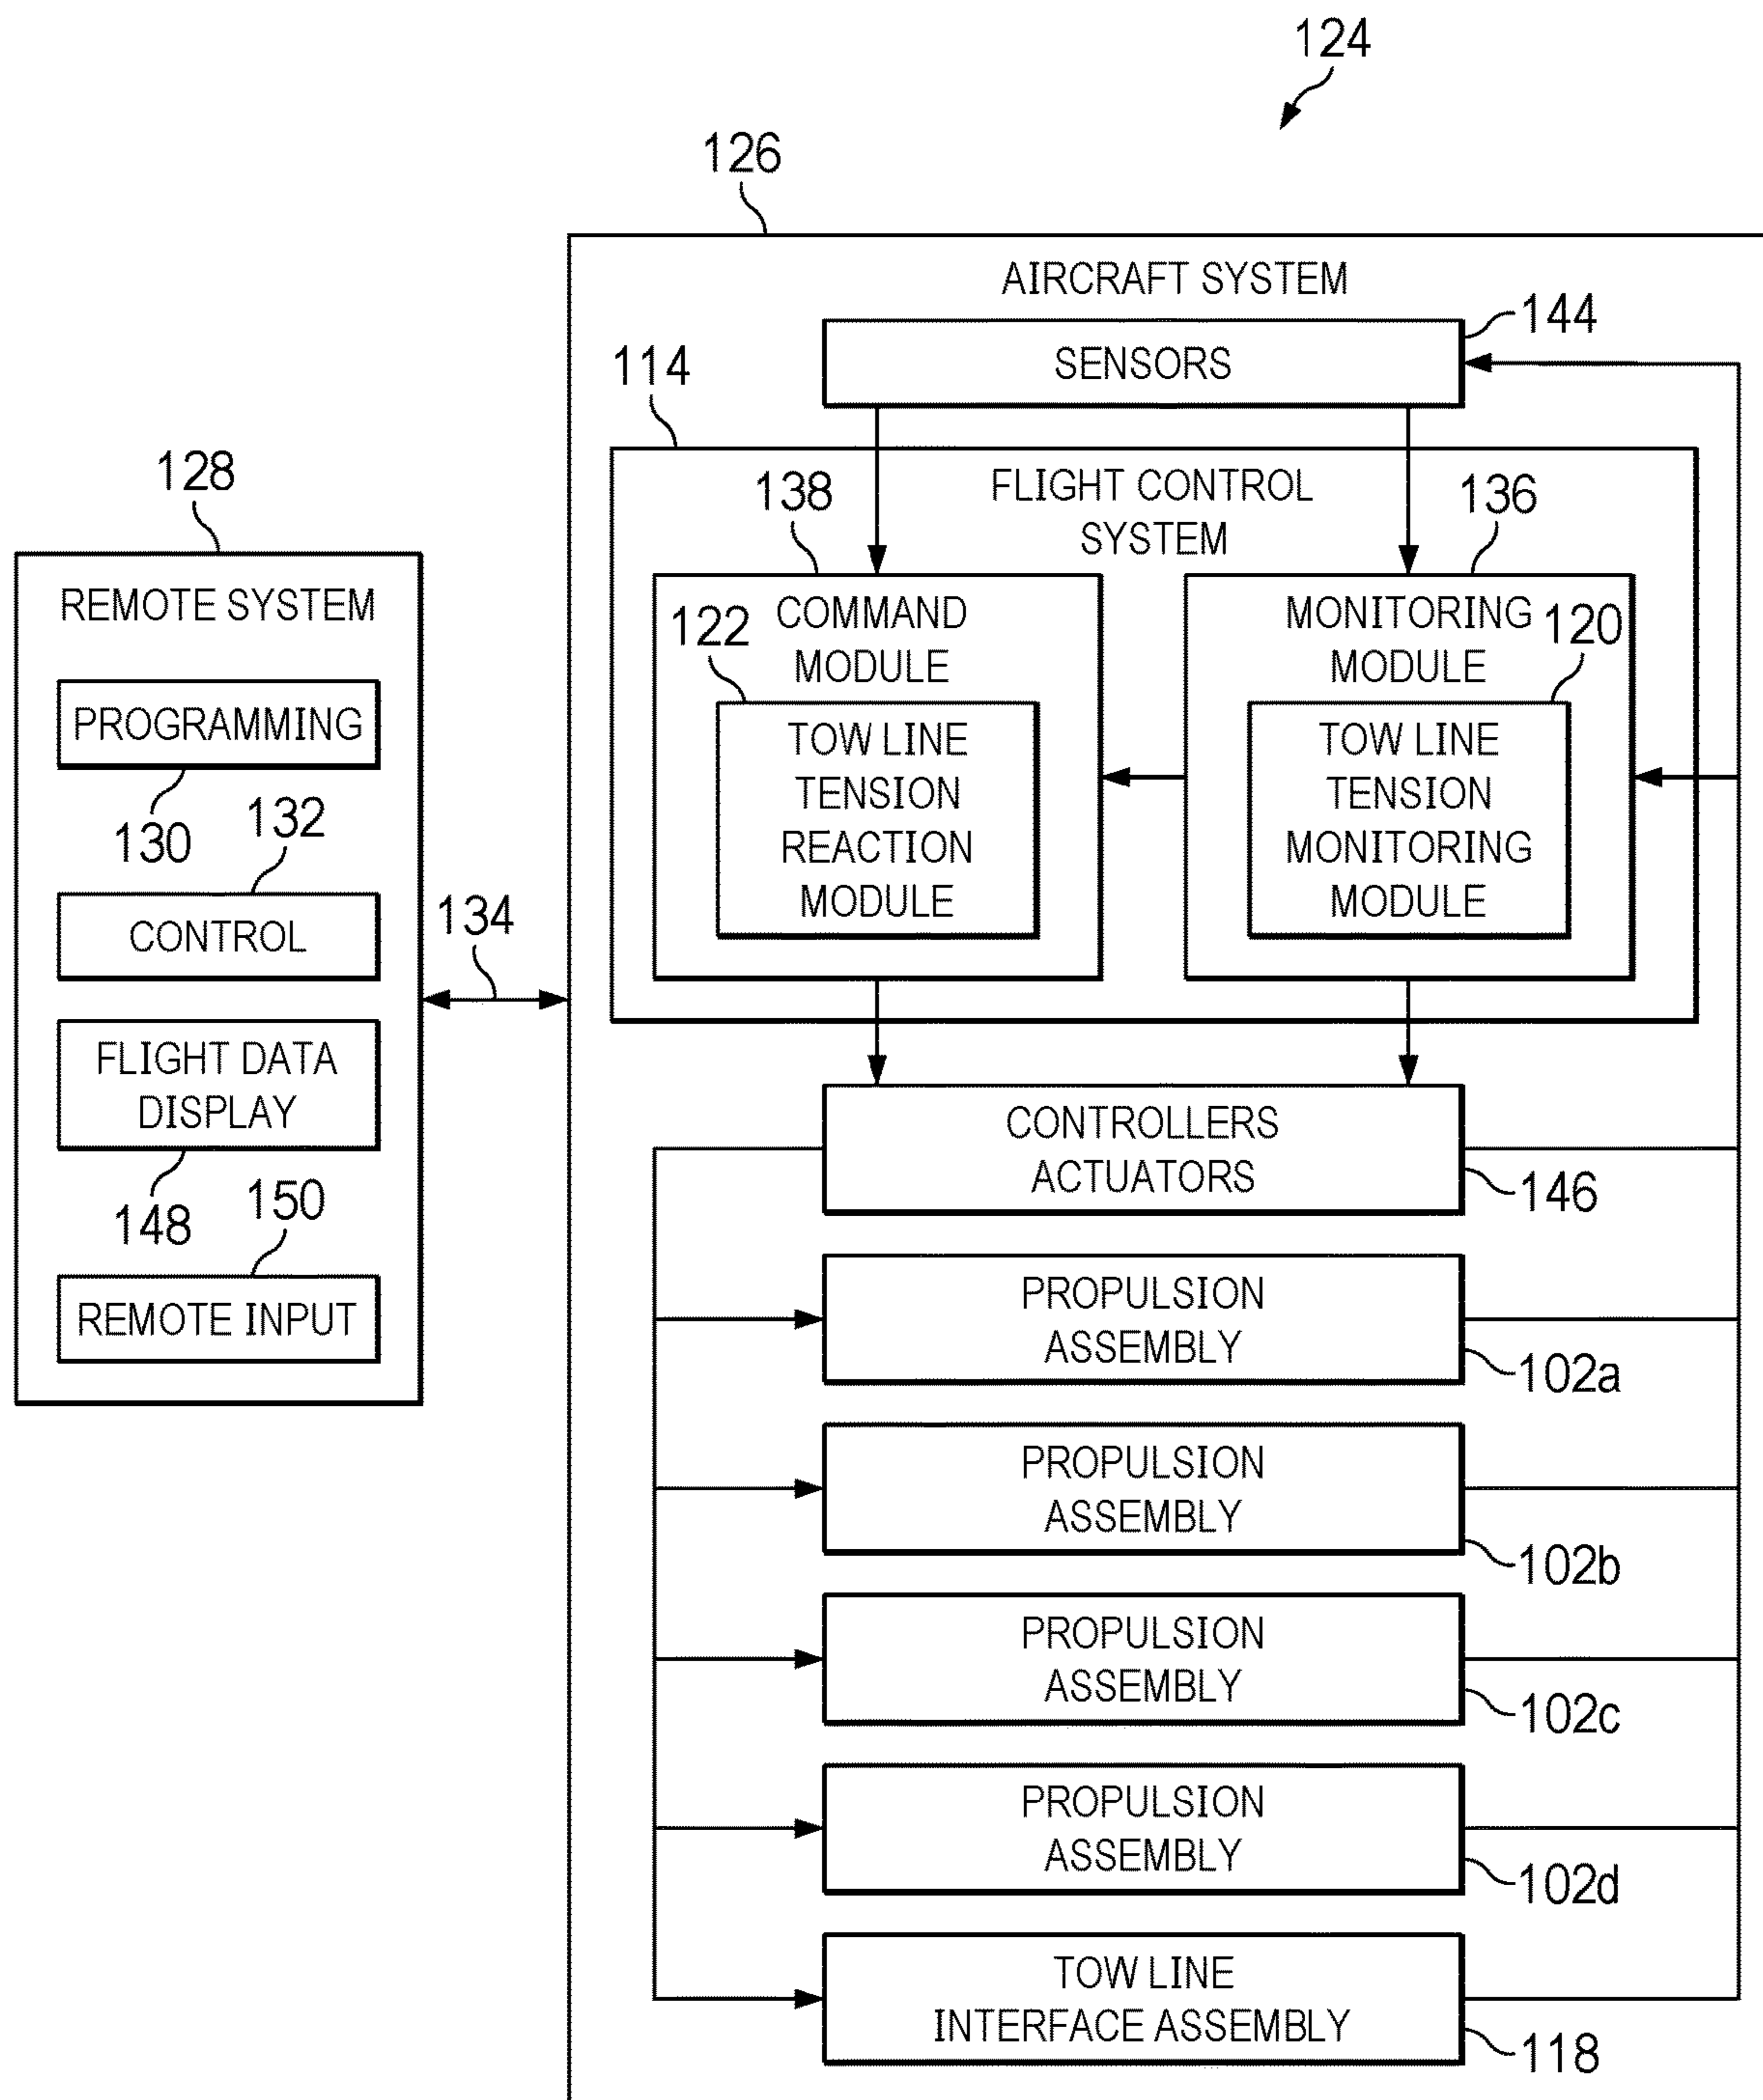 124
126
AIRCRAFT SYSTEM
144
SENSORS
114
FLIGHT CONTROL
SYSTEM
138
136
COMMAND
MODULE
122
TOW LINE
TENSION
REACTION
MODULE
MONITORING
MODULE
120
TOW LINE
TENSION
MONITORING
MODULE
128
REMOTE SYSTEM
PROGRAMMING
130
132
CONTROL
134
FLIGHT DATA
DISPLAY
148
150
REMOTE INPUT
CONTROLLERS
ACTUATORS
146
PROPULSION
ASSEMBLY
102a
PROPULSION
ASSEMBLY
102b
PROPULSION
ASSEMBLY
102c
PROPULSION
ASSEMBLY
102d
TOW LINE
INTERFACE ASSEMBLY
118